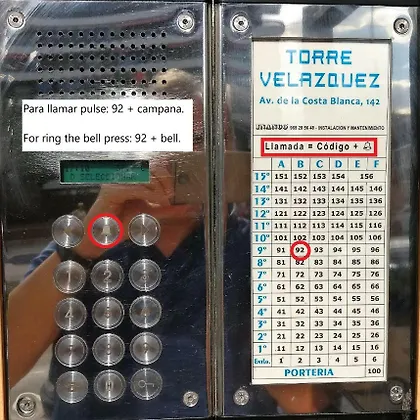 Para llamar pulse: 92 + campana.
For ring the bell press: 92 + bell.
1
2
3
4
5
6
7
8
9
0
TORRE
VELAZQUEZ
Av. de la Costa Blanca, 142
INSTALACION Y MANTENIMIENTO
Llamada = Código +
A B C D E F
15º 151 152 153 154 156
14º 141 142 143 144 145 146
13º 131 132 133 134 135 136
12º 121 122 123 124 125 126
11º 111 112 113 114 115 116
10º 101 102 103 104 105 106
9º 91 92 93 94 95 96
8º 81 82 83 84 85 86
7º 71 72 73 74 75 76
6º 61 62 63 64 65 66
5º 51 52 53 54 55 56
4º 41 42 43 44 45 46
3º 31 32 33 34 35 36
2º 21 22 23 24 25 26
1º 11 12 13 14 15 16
Entlo. 1 2 3 4 5 6
PORTERIA 100